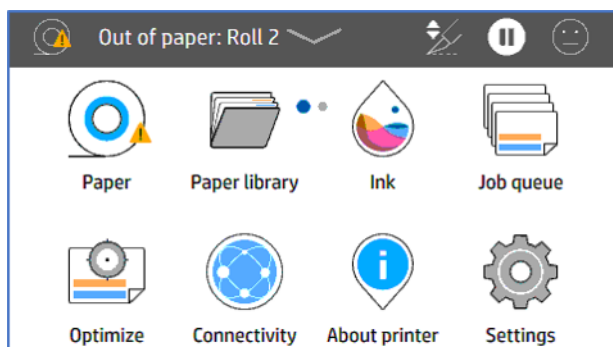 Out of paper: Roll 2
Paper
Paper library
Ink
Job queue
Optimize
Connectivity
About printer
Settings